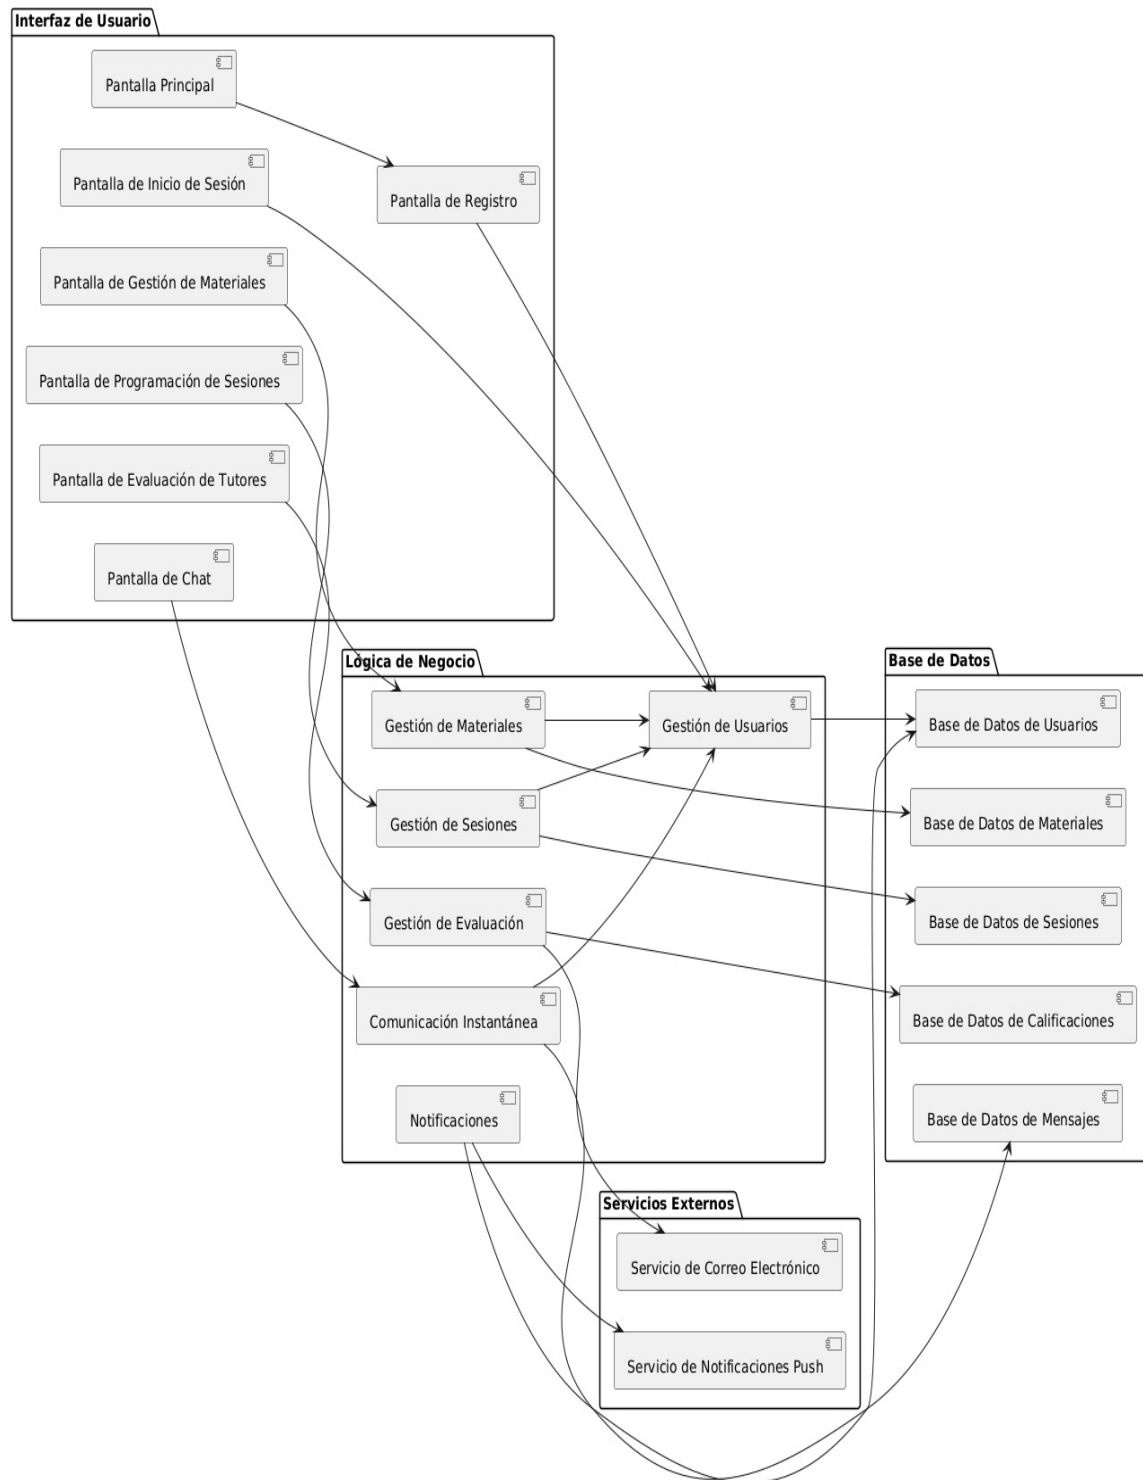 Interfaz de Usuario
Pantalla Principal
Pantalla de Inicio de Sesión
Pantalla de Registro
Pantalla de Gestión de Materiales
Pantalla de Programación de Sesiones
Pantalla de Evaluación de Tutores
Pantalla de Chat
Lógica de Negocio
Gestión de Materiales
Gestión de Usuarios
Gestión de Sesiones
Gestión de Evaluación
Comunicación Instantánea
Notificaciones
Base de Datos
Base de Datos de Usuarios
Base de Datos de Materiales
Base de Datos de Sesiones
Base de Datos de Calificaciones
Base de Datos de Mensajes
Servicios Externos
Servicio de Correo Electrónico
Servicio de Notificaciones Push